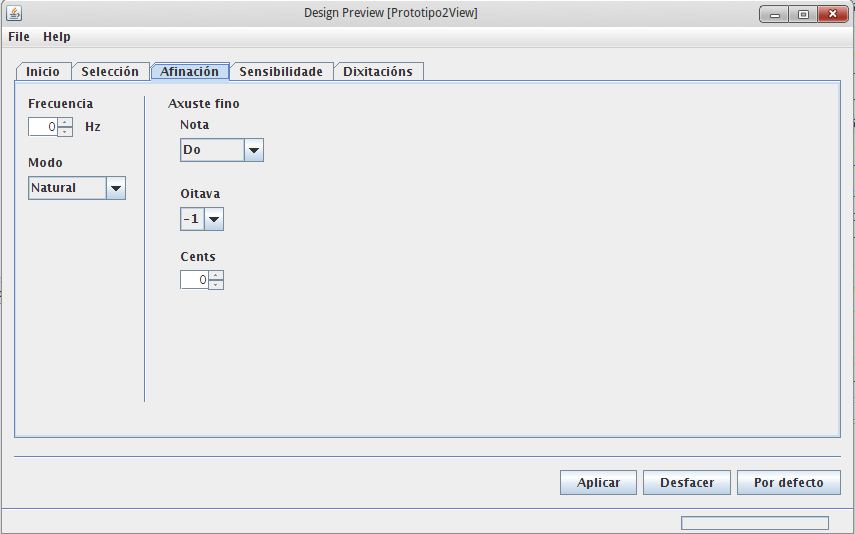 Design Preview [Prototipo2View]
File Help
Inicio Selección Afinación Sensibilidade Dixitacións
Frecuencia
0 Hz
Modo
Natural
Axuste fino
Nota
Do
Oitava
-1
Cents
0
Aplicar Desfacer Por defecto